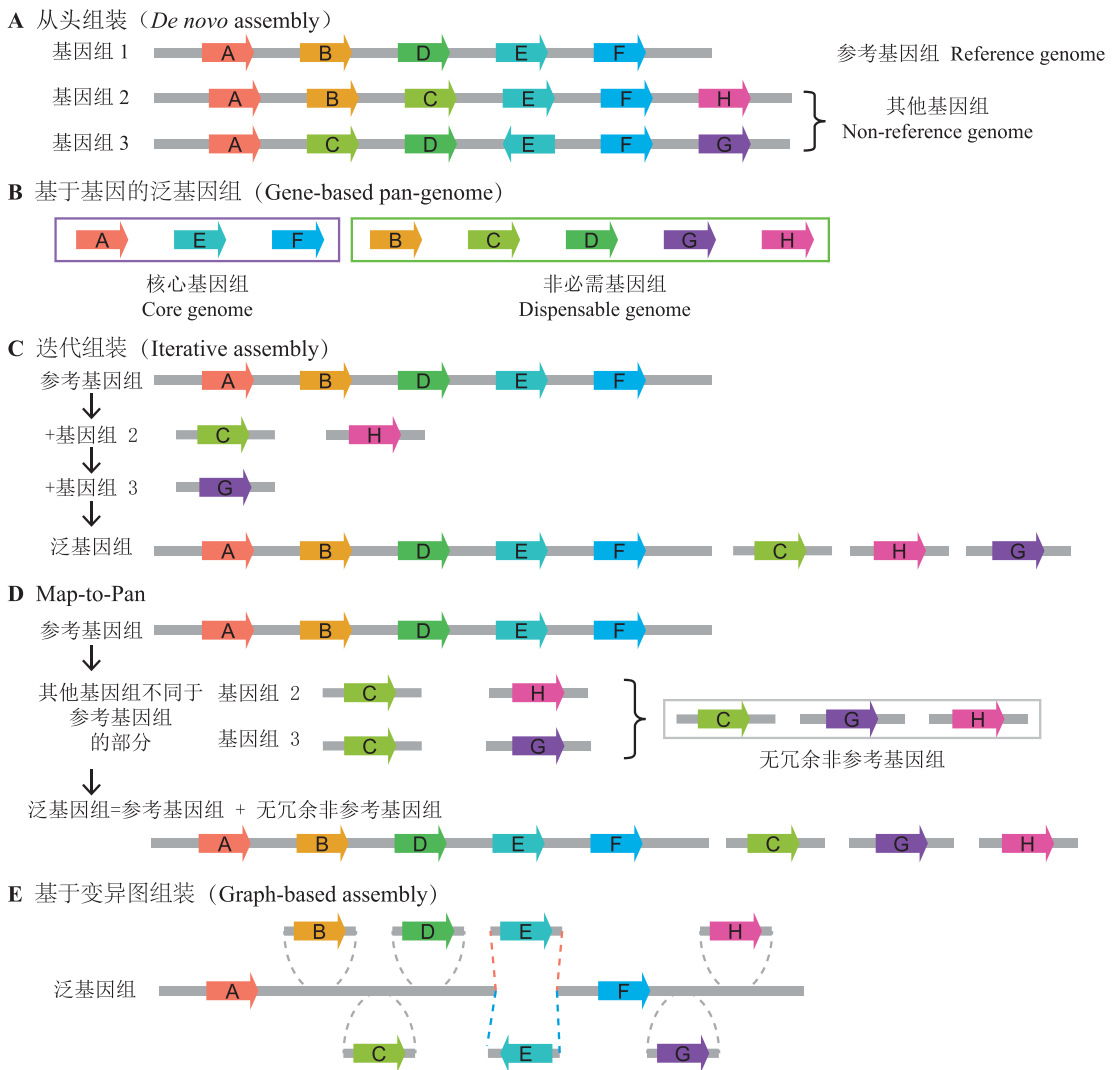 A 从头组装（De novo assembly）
基因组 1 A B D E F 参考基因组 Reference genome
基因组 2 A B C E F H
其他基因组
Non-reference genome
基因组 3 A C D E F G
B 基于基因的泛基因组（Gene-based pan-genome）
A E F B C D G H
核心基因组 非必需基因组
Core genome Dispensable genome
C 迭代组装（Iterative assembly）
参考基因组 A B D E F
+基因组 2 C H
+基因组 3 G
泛基因组 A B D E F C H G
D Map-to-Pan
参考基因组 A B D E F
其他基因组不同于
参考基因组
的部分
基因组 2 C H
基因组 3 C G
C G H
无冗余非参考基因组
泛基因组=参考基因组 + 无冗余非参考基因组
A B D E F C G H
E 基于变异图组装（Graph-based assembly）
B D E H
泛基因组 A F
C E G